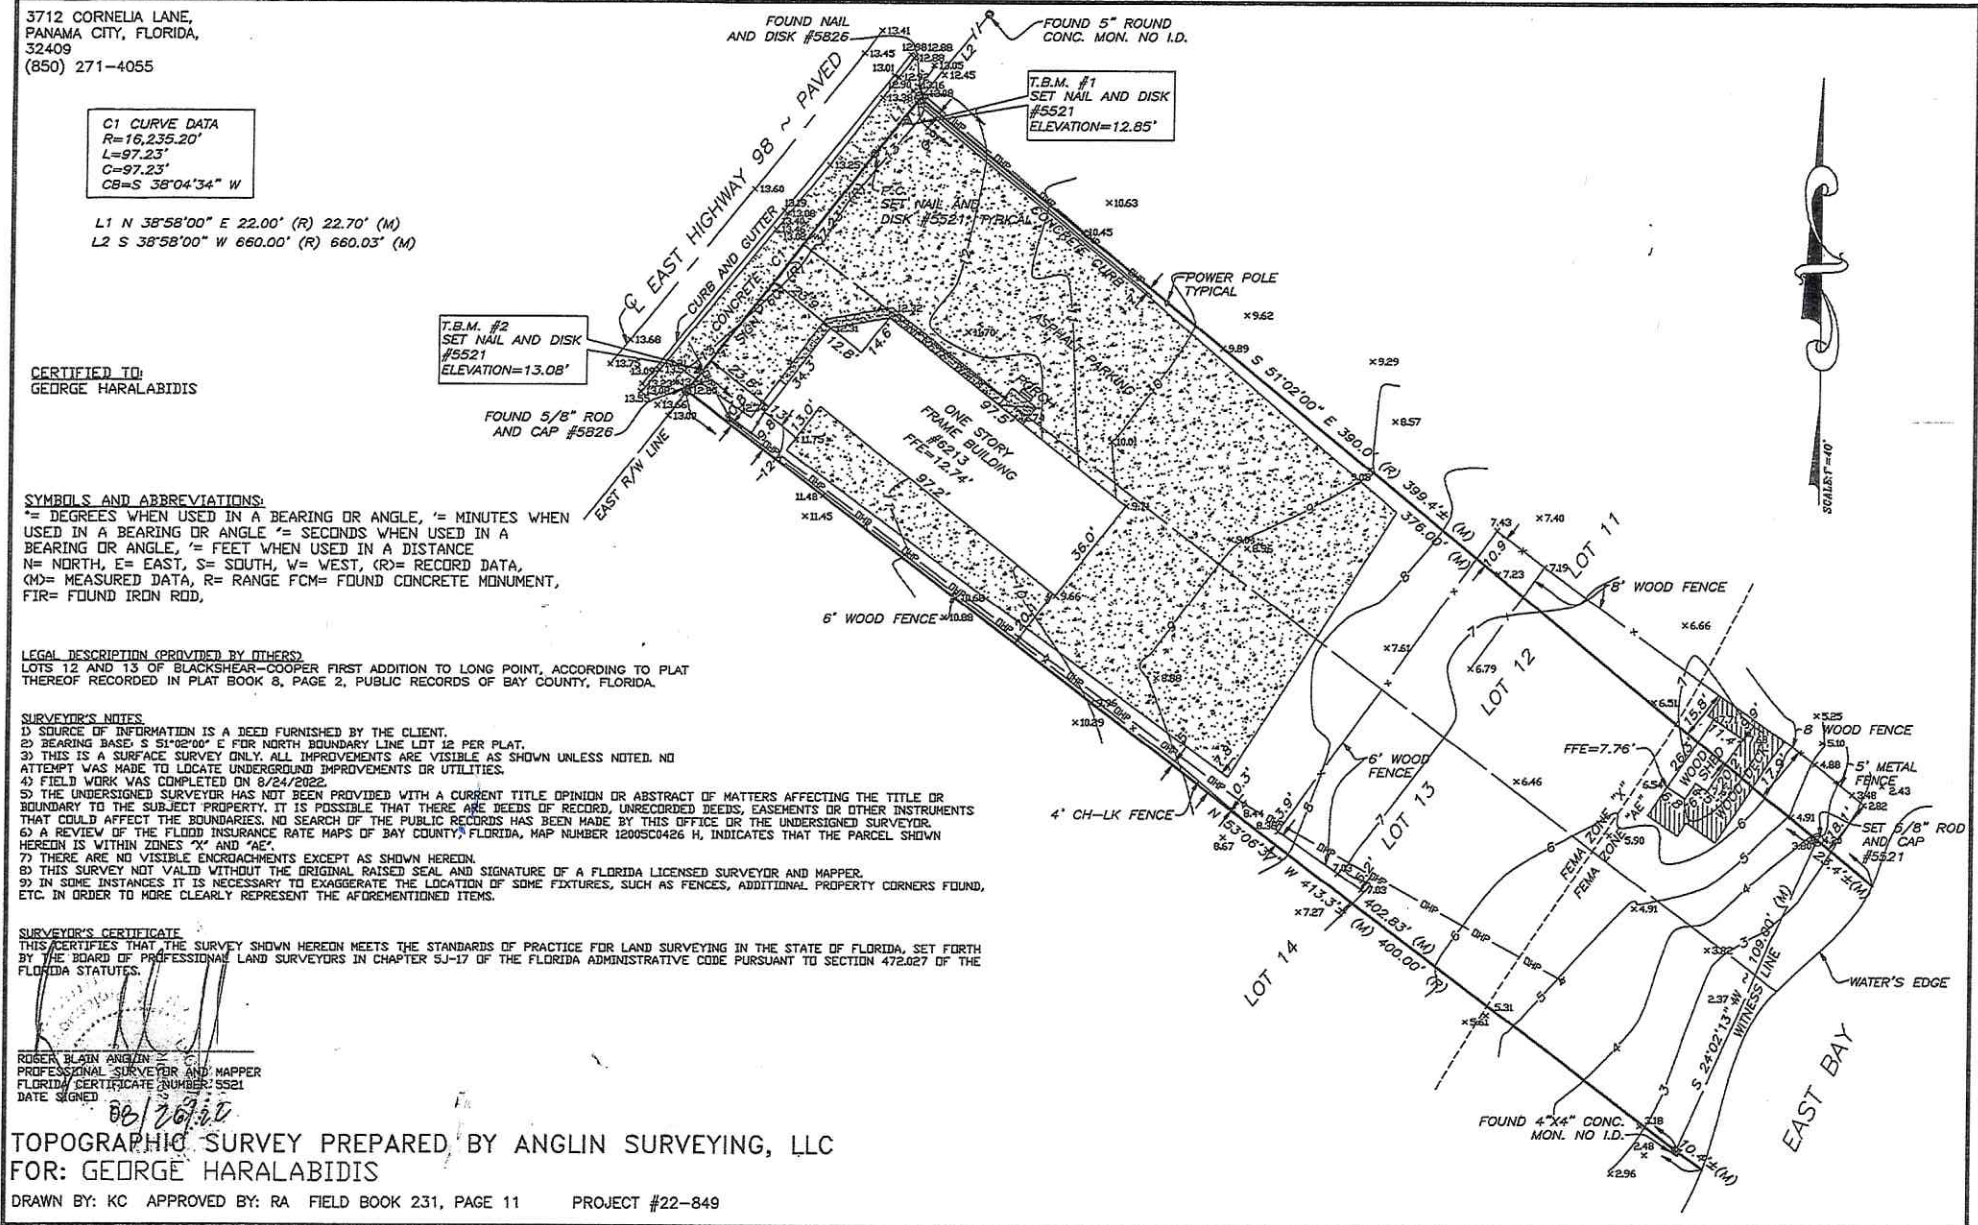 3712 CORNELIA LANE,
PANAMA CITY, FLORIDA,
32409
(850) 271-4055
C1 CURVE DATA
R=16,235.20'
L=97.23'
C=97.23'
CB=S 38°04'34" W
L1 N 38°58'00" E 22.00' (R) 22.70' (M)
L2 S 38°58'00" W 660.00' (R) 660.03' (M)
FOUND NAIL
AND DISK #5826
FOUND 5" ROUND
CONC. MON. NO I.D.
T.B.M. #1
SET NAIL AND DISK
#5521
ELEVATION=12.85'
℄ EAST HIGHWAY 98 ~ PAVED
CURB AND GUTTER
CONCRETE
C1
L2
P.C.
SET NAIL AND
DISK #5521, TYPICAL
CONCRETE CURB
POWER POLE
TYPICAL
ASPHALT PARKING
T.B.M. #2
SET NAIL AND DISK
#5521
ELEVATION=13.08'
FOUND 5/8" ROD
AND CAP #5826
EAST R/W LINE
PORCH
ONE STORY
FRAME BUILDING
#6213
FFE=12.74'
97.5'
97.2'
36.0'
34.3'
12.8'
14.6'
13.0'
S 51°02'00" E 390.0' (R) 399.4'± (M)
376.00' (M)
N 53°06'34" W 413.3'± (M) 400.00' (R)
402.83' (M)
6' WOOD FENCE
4' CH-LK FENCE
6' WOOD
FENCE
8' WOOD FENCE
LOT 11
LOT 12
LOT 13
LOT 14
FFE=7.76'
WOOD
SHED
WOOD DECK
FEMA ZONE "X"
FEMA ZONE "AE"
8 WOOD FENCE
5' METAL
FENCE
SET 5/8" ROD
AND CAP
#5521
S 24°02'13" W ~ 109.80' (M)
WITNESS LINE
WATER'S EDGE
EAST BAY
FOUND 4"X4" CONC.
MON. NO I.D.
10.4'±(M)
SCALE:1"=40'
CERTIFIED TO:
GEORGE HARALABIDIS
SYMBOLS AND ABBREVIATIONS:
°= DEGREES WHEN USED IN A BEARING OR ANGLE, '= MINUTES WHEN
USED IN A BEARING OR ANGLE "= SECONDS WHEN USED IN A
BEARING OR ANGLE, '= FEET WHEN USED IN A DISTANCE
N= NORTH, E= EAST, S= SOUTH, W= WEST, (R)= RECORD DATA,
(M)= MEASURED DATA, R= RANGE FCM= FOUND CONCRETE MONUMENT,
FIR= FOUND IRON ROD,
LEGAL DESCRIPTION (PROVIDED BY OTHERS)
LOTS 12 AND 13 OF BLACKSHEAR-COOPER FIRST ADDITION TO LONG POINT, ACCORDING TO PLAT
THEREOF RECORDED IN PLAT BOOK 8, PAGE 2, PUBLIC RECORDS OF BAY COUNTY, FLORIDA.
SURVEYOR'S NOTES
1) SOURCE OF INFORMATION IS A DEED FURNISHED BY THE CLIENT.
2) BEARING BASE: S 51°02'00" E FOR NORTH BOUNDARY LINE LOT 12 PER PLAT.
3) THIS IS A SURFACE SURVEY ONLY. ALL IMPROVEMENTS ARE VISIBLE AS SHOWN UNLESS NOTED. NO
ATTEMPT WAS MADE TO LOCATE UNDERGROUND IMPROVEMENTS OR UTILITIES.
4) FIELD WORK WAS COMPLETED ON 8/24/2022.
5) THE UNDERSIGNED SURVEYOR HAS NOT BEEN PROVIDED WITH A CURRENT TITLE OPINION OR ABSTRACT OF MATTERS AFFECTING THE TITLE OR
BOUNDARY TO THE SUBJECT PROPERTY. IT IS POSSIBLE THAT THERE ARE DEEDS OF RECORD, UNRECORDED DEEDS, EASEMENTS OR OTHER INSTRUMENTS
THAT COULD AFFECT THE BOUNDARIES. NO SEARCH OF THE PUBLIC RECORDS HAS BEEN MADE BY THIS OFFICE OR THE UNDERSIGNED SURVEYOR.
6) A REVIEW OF THE FLOOD INSURANCE RATE MAPS OF BAY COUNTY, FLORIDA, MAP NUMBER 12005C0426 H, INDICATES THAT THE PARCEL SHOWN
HEREON IS WITHIN ZONES "X" AND "AE".
7) THERE ARE NO VISIBLE ENCROACHMENTS EXCEPT AS SHOWN HEREON.
8) THIS SURVEY NOT VALID WITHOUT THE ORIGINAL RAISED SEAL AND SIGNATURE OF A FLORIDA LICENSED SURVEYOR AND MAPPER.
9) IN SOME INSTANCES IT IS NECESSARY TO EXAGGERATE THE LOCATION OF SOME FIXTURES, SUCH AS FENCES, ADDITIONAL PROPERTY CORNERS FOUND,
ETC. IN ORDER TO MORE CLEARLY REPRESENT THE AFOREMENTIONED ITEMS.
SURVEYOR'S CERTIFICATE
THIS CERTIFIES THAT THE SURVEY SHOWN HEREON MEETS THE STANDARDS OF PRACTICE FOR LAND SURVEYING IN THE STATE OF FLORIDA, SET FORTH
BY THE BOARD OF PROFESSIONAL LAND SURVEYORS IN CHAPTER 5J-17 OF THE FLORIDA ADMINISTRATIVE CODE PURSUANT TO SECTION 472.027 OF THE
FLORIDA STATUTES.
ROGER BLAIN ANGLIN
PROFESSIONAL SURVEYOR AND MAPPER
FLORIDA CERTIFICATE NUMBER: 5521
DATE SIGNED
08/26/22
TOPOGRAPHIC SURVEY PREPARED BY ANGLIN SURVEYING, LLC
FOR: GEORGE HARALABIDIS
DRAWN BY: KC APPROVED BY: RA FIELD BOOK 231, PAGE 11 PROJECT #22-849